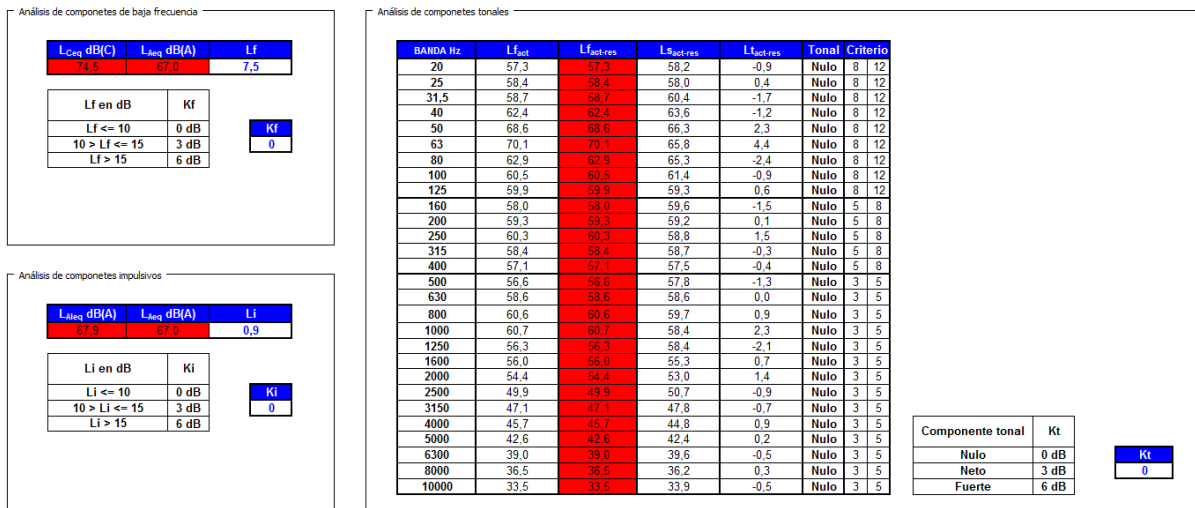 Análisis de componetes de baja frecuencia
LCeq dB(C) LAeq dB(A) Lf
74,5 67,0 7,5
Lf en dB Kf
Lf <= 10 0 dB
10 > Lf <= 15 3 dB
Lf > 15 6 dB
Kf
0
Análisis de componetes impulsivos
LAIeq dB(A) LAeq dB(A) Li
67,9 67,0 0,9
Li en dB Ki
Li <= 10 0 dB
10 > Li <= 15 3 dB
Li > 15 6 dB
Ki
0
Análisis de componetes tonales
BANDA Hz Lfact Lfact-res Lsact-res Ltact-res Tonal Criterio
20 57,3 57,3 58,2 -0,9 Nulo 8 12
25 58,4 58,4 58,0 0,4 Nulo 8 12
31,5 58,7 58,7 60,4 -1,7 Nulo 8 12
40 62,4 62,4 63,6 -1,2 Nulo 8 12
50 68,6 68,6 66,3 2,3 Nulo 8 12
63 70,1 70,1 65,8 4,4 Nulo 8 12
80 62,9 62,9 65,3 -2,4 Nulo 8 12
100 60,5 60,5 61,4 -0,9 Nulo 8 12
125 59,9 59,9 59,3 0,6 Nulo 8 12
160 58,0 58,0 59,6 -1,5 Nulo 5 8
200 59,3 59,3 59,2 0,1 Nulo 5 8
250 60,3 60,3 58,8 1,5 Nulo 5 8
315 58,4 58,4 58,7 -0,3 Nulo 5 8
400 57,1 57,1 57,5 -0,4 Nulo 5 8
500 56,6 56,6 57,8 -1,3 Nulo 3 5
630 58,6 58,6 58,6 0,0 Nulo 3 5
800 60,6 60,6 59,7 0,9 Nulo 3 5
1000 60,7 60,7 58,4 2,3 Nulo 3 5
1250 56,3 56,3 58,4 -2,1 Nulo 3 5
1600 56,0 56,0 55,3 0,7 Nulo 3 5
2000 54,4 54,4 53,0 1,4 Nulo 3 5
2500 49,9 49,9 50,7 -0,9 Nulo 3 5
3150 47,1 47,1 47,8 -0,7 Nulo 3 5
4000 45,7 45,7 44,8 0,9 Nulo 3 5
5000 42,6 42,6 42,4 0,2 Nulo 3 5
6300 39,0 39,0 39,6 -0,5 Nulo 3 5
8000 36,5 36,5 36,2 0,3 Nulo 3 5
10000 33,5 33,5 33,9 -0,5 Nulo 3 5
Componente tonal Kt
Nulo 0 dB
Neto 3 dB
Fuerte 6 dB
Kt
0